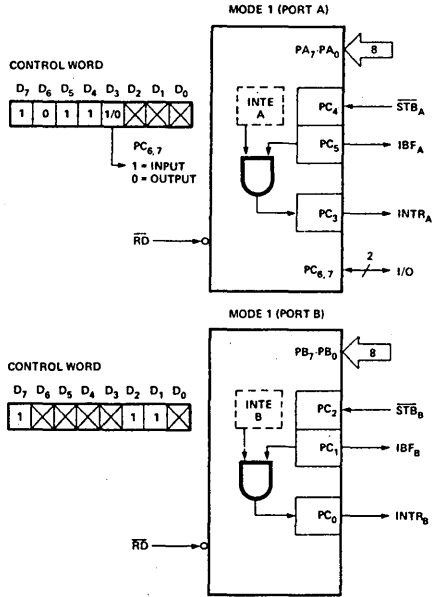 MODE 1 (PORT A)
PA7-PA0
8
CONTROL WORD
D7 D6 D5 D4 D3 D2 D1 D0
1 0 1 1 1/0
PC6,7
1 = INPUT
0 = OUTPUT
INTE
A
PC4
STBA
PC5
IBFA
PC3
INTRA
RD
PC6,7
2
I/O
MODE 1 (PORT B)
PB7-PB0
8
CONTROL WORD
D7 D6 D5 D4 D3 D2 D1 D0
1 1 1
INTE
B
PC2
STBB
PC1
IBFB
PC0
INTRB
RD